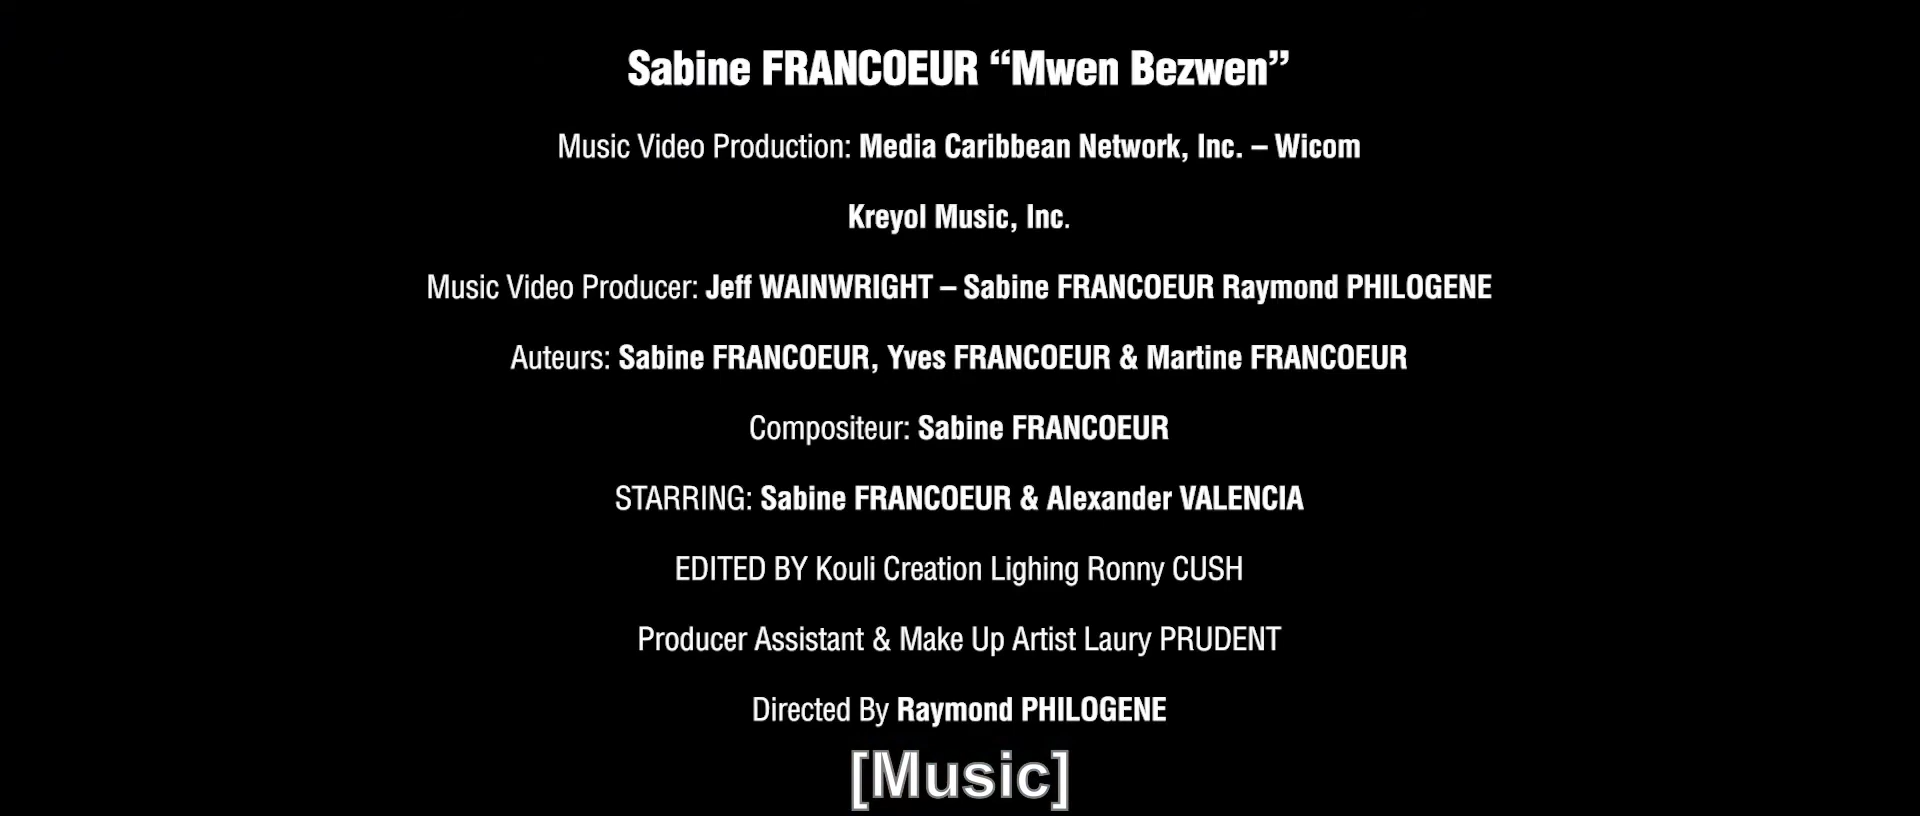 Sabine FRANCOEUR “Mwen Bezwen”
Music Video Production: Media Caribbean Network, Inc. – Wicom
Kreyol Music, Inc.
Music Video Producer: Jeff WAINWRIGHT – Sabine FRANCOEUR Raymond PHILOGENE
Auteurs: Sabine FRANCOEUR, Yves FRANCOEUR & Martine FRANCOEUR
Compositeur: Sabine FRANCOEUR
STARRING: Sabine FRANCOEUR & Alexander VALENCIA
EDITED BY Kouli Creation Lighing Ronny CUSH
Producer Assistant & Make Up Artist Laury PRUDENT
Directed By Raymond PHILOGENE
[Music]